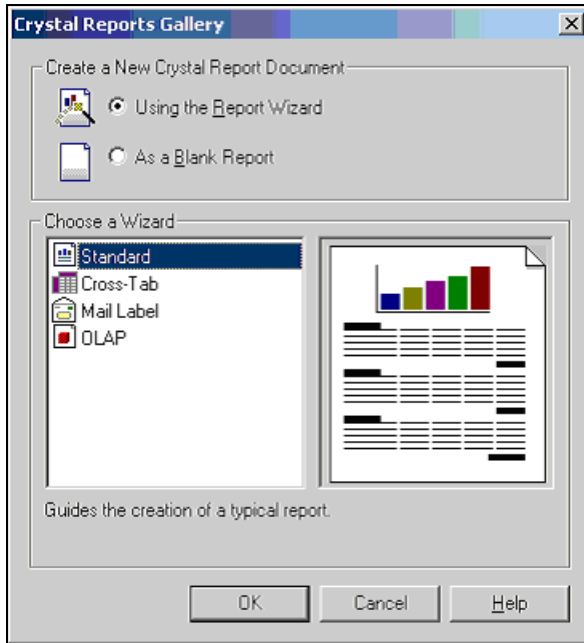 Crystal Reports Gallery
Create a New Crystal Report Document
Using the Report Wizard
As a Blank Report
Choose a Wizard
Standard
Cross-Tab
Mail Label
OLAP
Guides the creation of a typical report.
OK Cancel Help